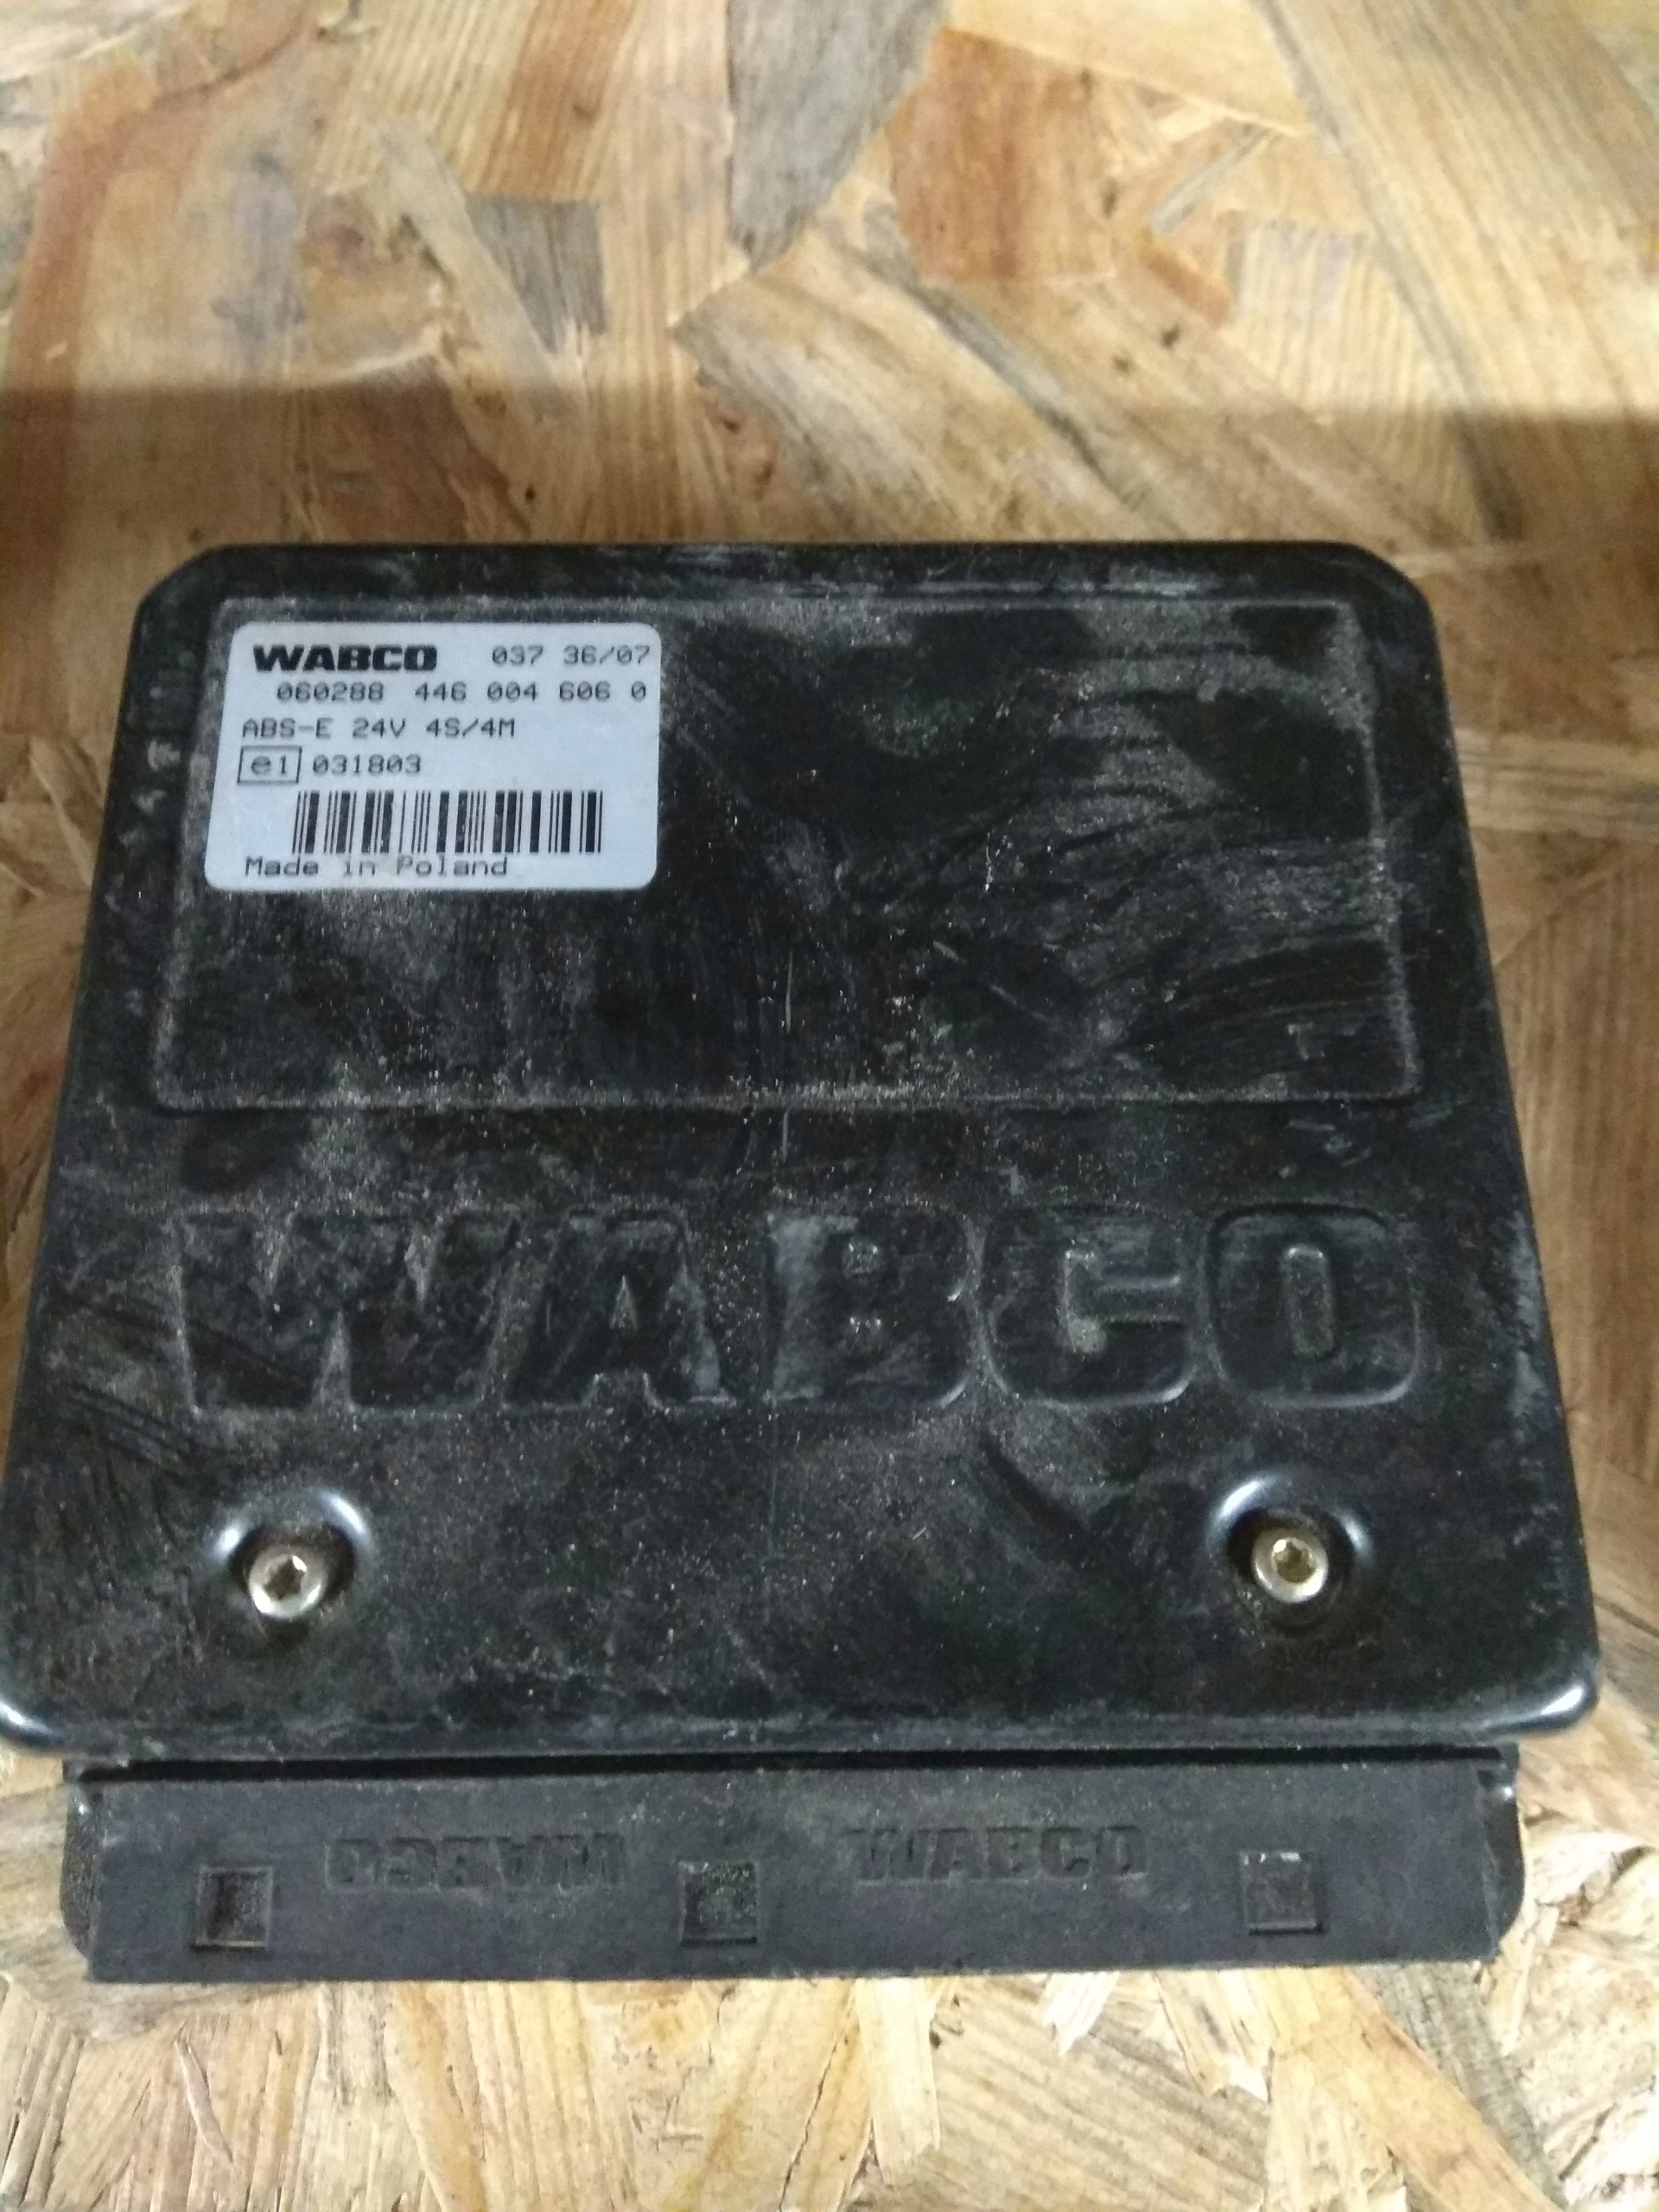 WABCO 037 36/07
060288 446 004 606 0
ABS-E 24V 4S/4M
e1 031803
Made in Poland
WABCO
WABCO WABCO